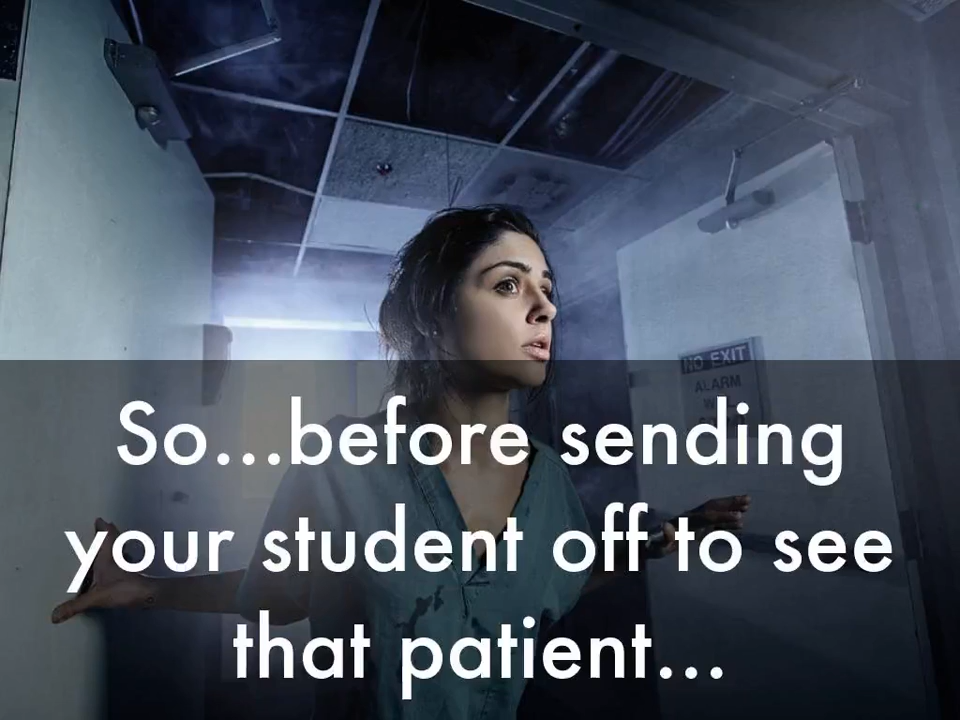 NO EXIT
ALARM
So...before sending
your student off to see
that patient...